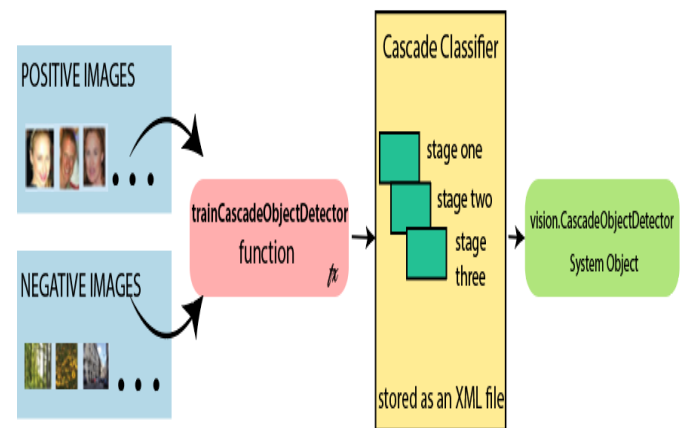 POSITIVE IMAGES
NEGATIVE IMAGES
trainCascadeObjectDetector
function
fx
Cascade Classifier
stage one
stage two
stage
three
stored as an XML file
vision.CascadeObjectDetector
System Object